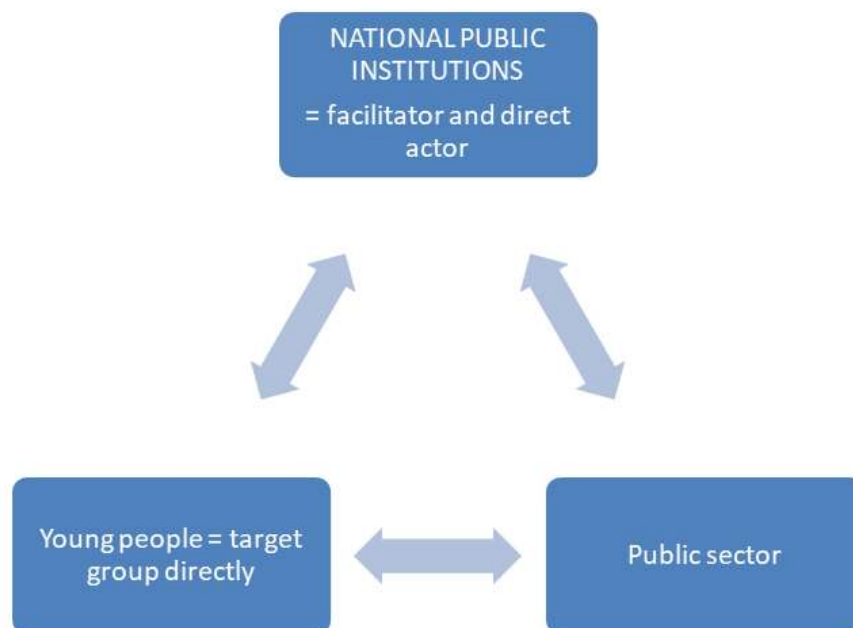 NATIONAL PUBLIC
INSTITUTIONS
= facilitator and direct
actor
Young people = target
group directly
Public sector